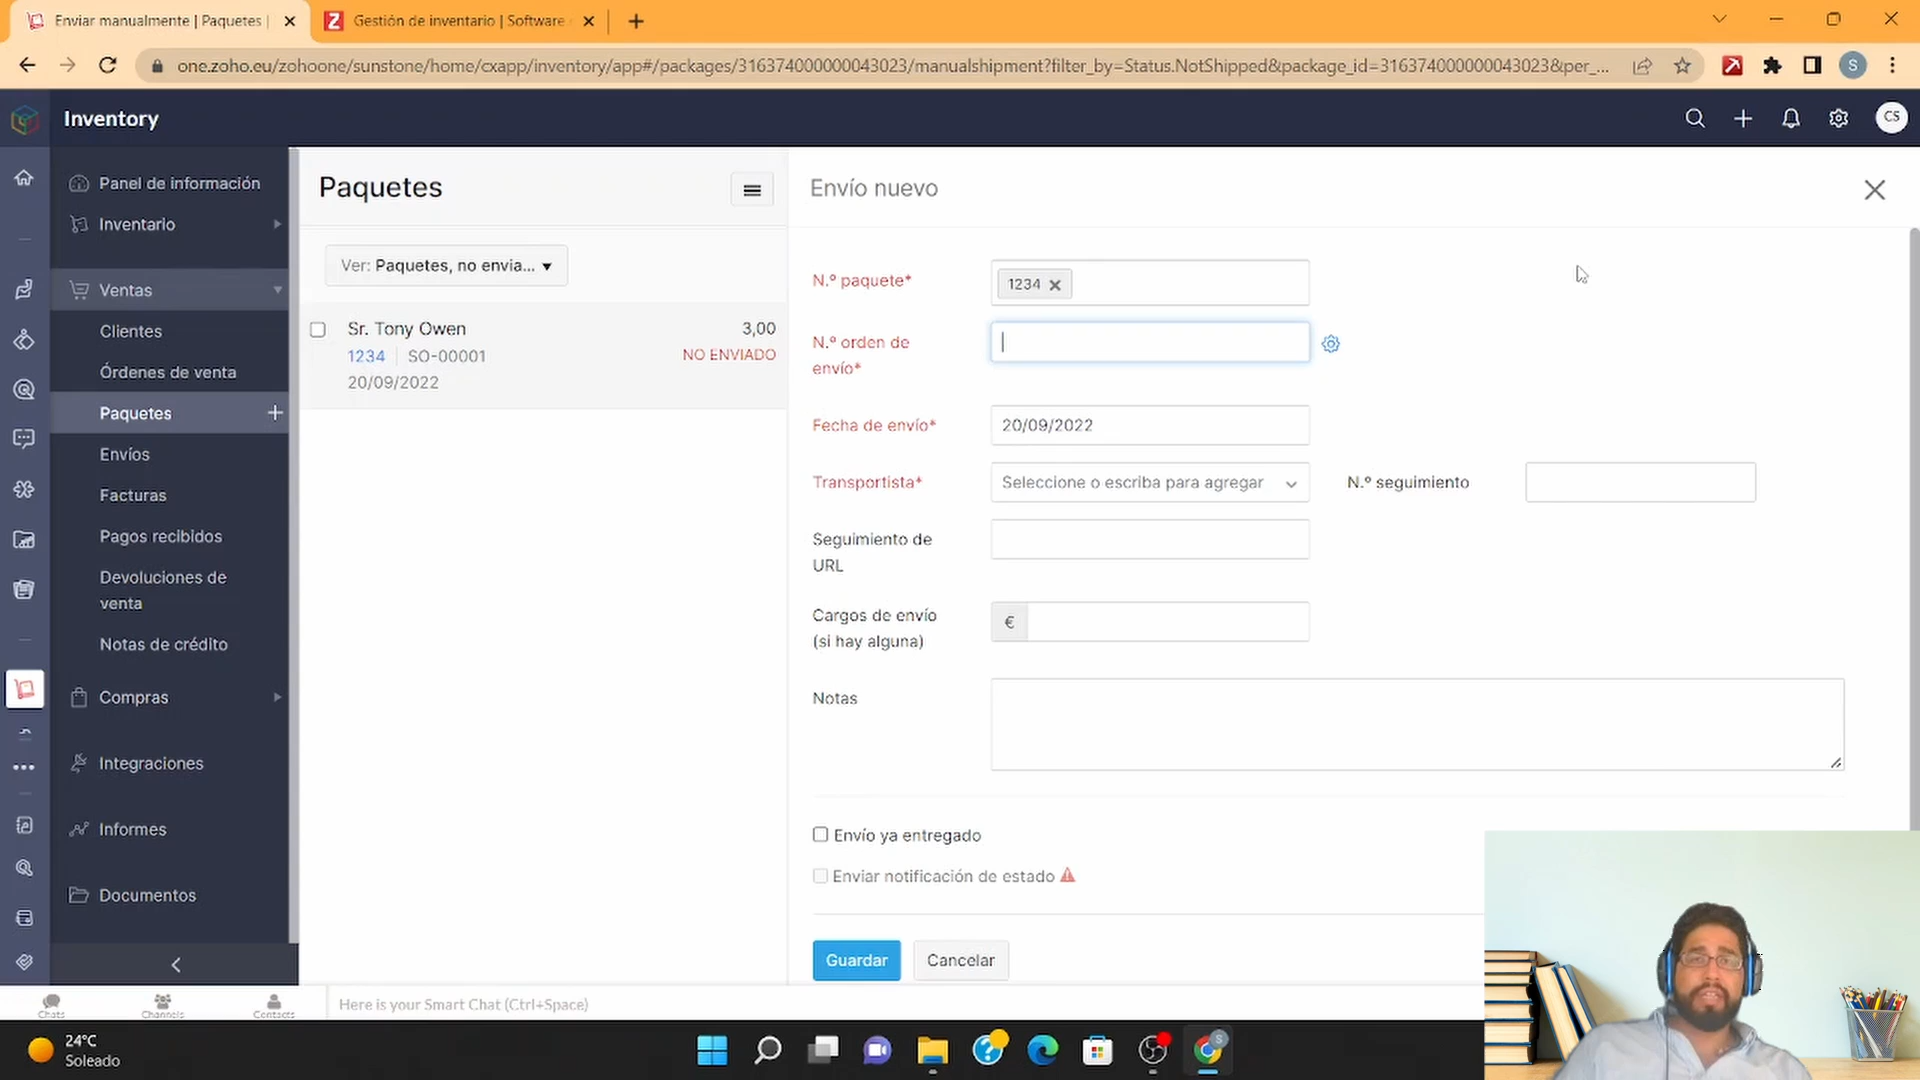 Enviar manualmente | Paquetes |
Gestión de inventario | Software
one.zoho.eu/zohoone/sunstone/home/cxapp/inventory/app#/packages/316374000000043023/manualshipment?filter_by=Status.NotShipped&package_id=316374000000043023&per_...
S
Inventory
CS
Panel de información
Inventario
Ventas
Clientes
Órdenes de venta
Paquetes
Envíos
Facturas
Pagos recibidos
Devoluciones de
venta
Notas de crédito
Compras
Integraciones
Informes
Documentos
Paquetes
Ver: Paquetes, no envia...
Sr. Tony Owen 3,00
1234 SO-00001 NO ENVIADO
20/09/2022
Envío nuevo
N.º paquete* 1234
N.º orden de
envío*
Fecha de envío* 20/09/2022
Transportista* Seleccione o escriba para agregar N.º seguimiento
Seguimiento de
URL
Cargos de envío
(si hay alguna) €
Notas
Envío ya entregado
Enviar notificación de estado
Guardar Cancelar
Chats Channels Contacts Here is your Smart Chat (Ctrl+Space)
24°C
Soleado